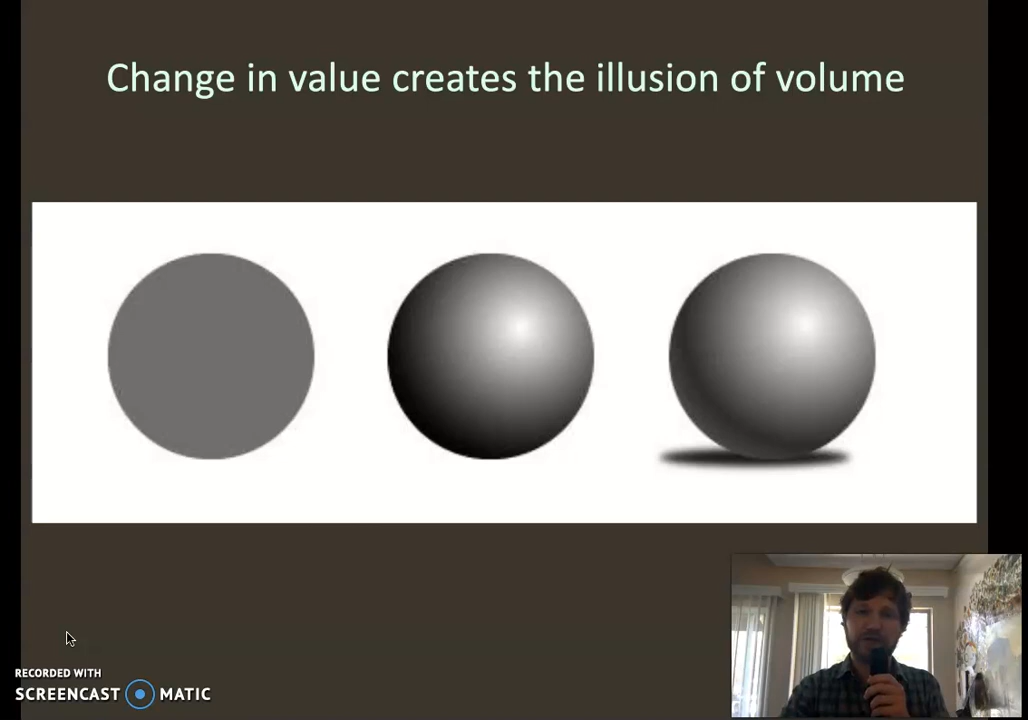 Change in value creates the illusion of volume
RECORDED WITH
SCREENCAST MATIC